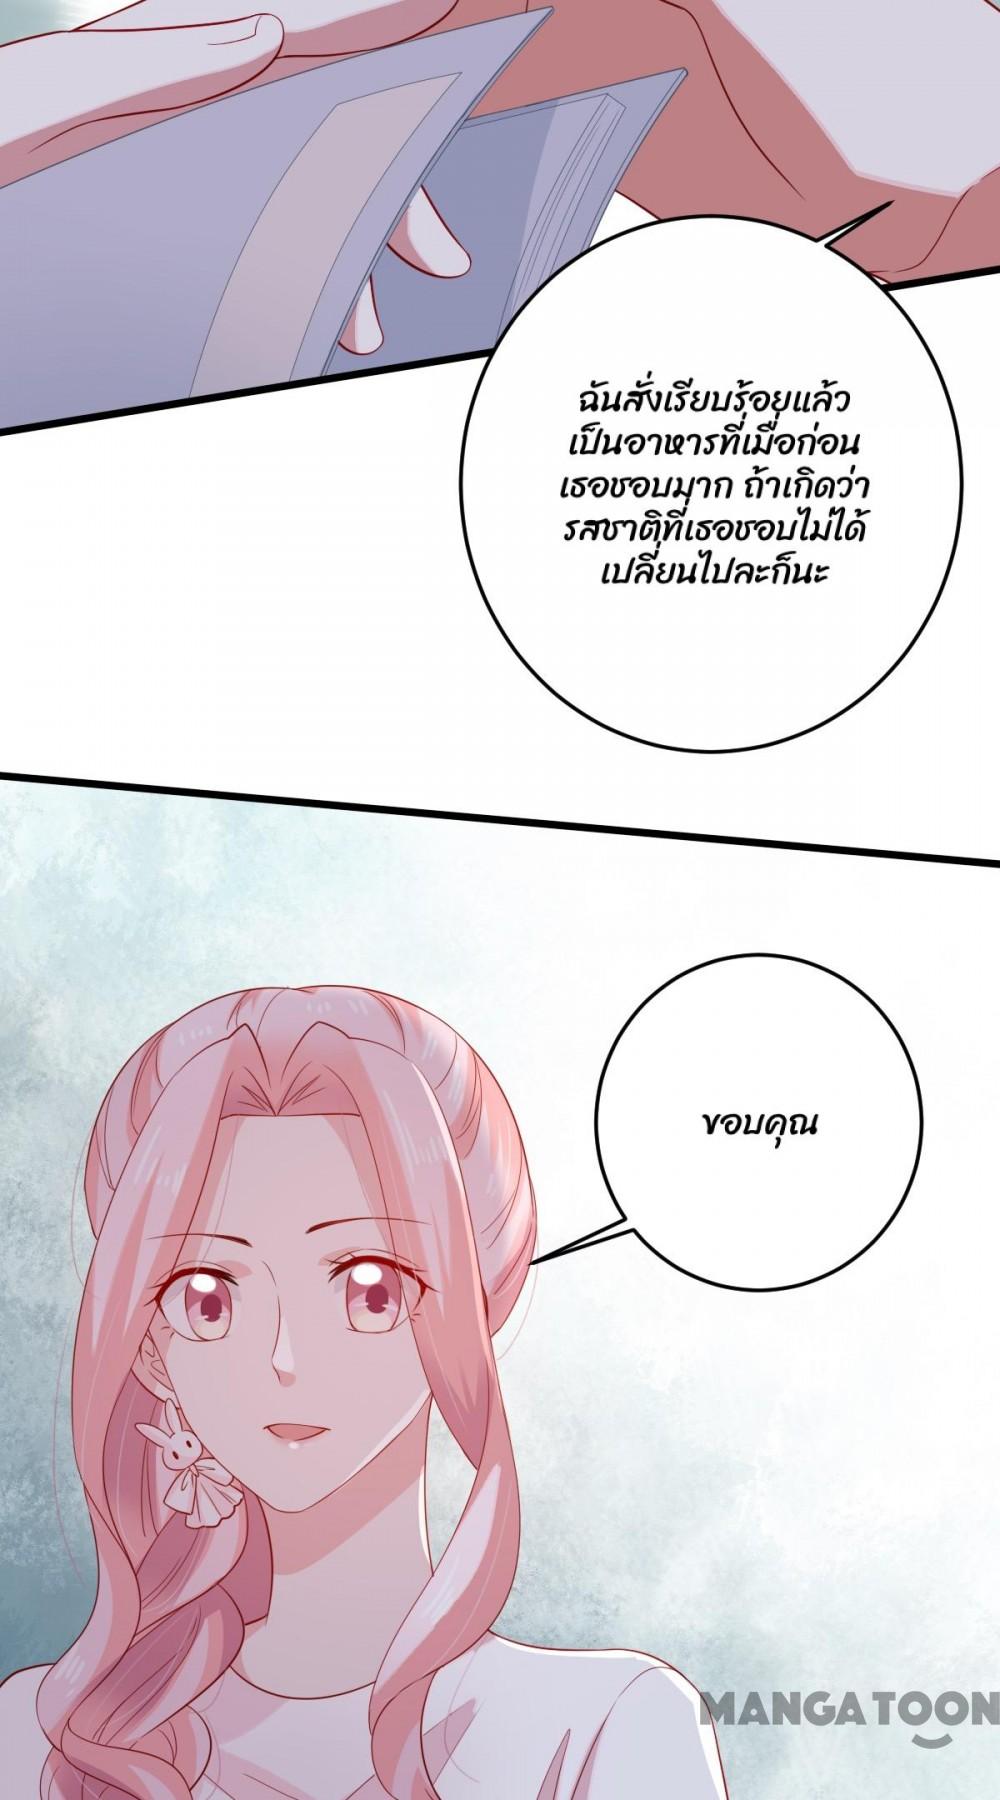 ฉันสั่งเรียบร้อยแล้ว
เป็นอาหารที่เมื่อก่อน
เธอชอบมาก ถ้าเกิดว่า
รสชาติที่เธอชอบไม่ได้
เปลี่ยนไปละก็นะ
ขอบคุณ
MANGATOON